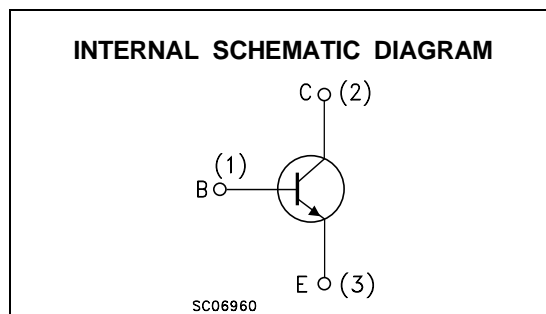 INTERNAL SCHEMATIC DIAGRAM
C (2)
(1)
B
E (3)
SC06960